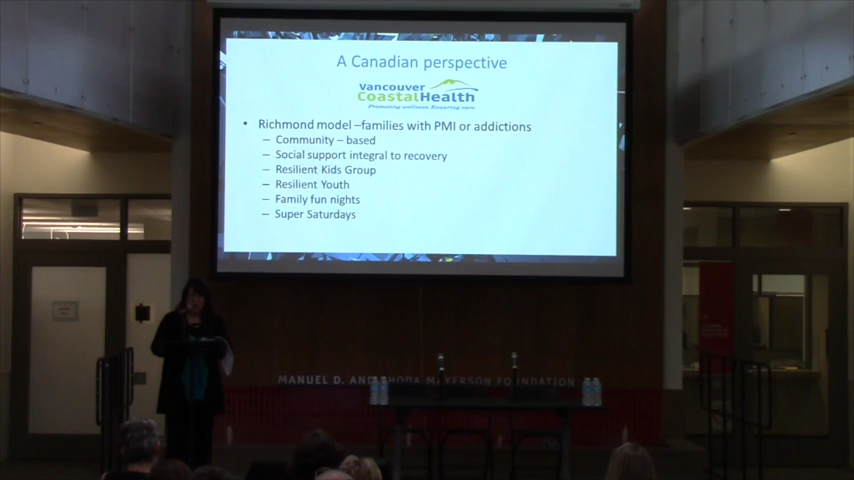 A Canadian perspective
Vancouver
CoastalHealth
Promoting wellness. Ensuring care.
• Richmond model –families with PMI or addictions
– Community – based
– Social support integral to recovery
– Resilient Kids Group
– Resilient Youth
– Family fun nights
– Super Saturdays
MANUEL D. AND RHODA MAYERSON FOUNDATION